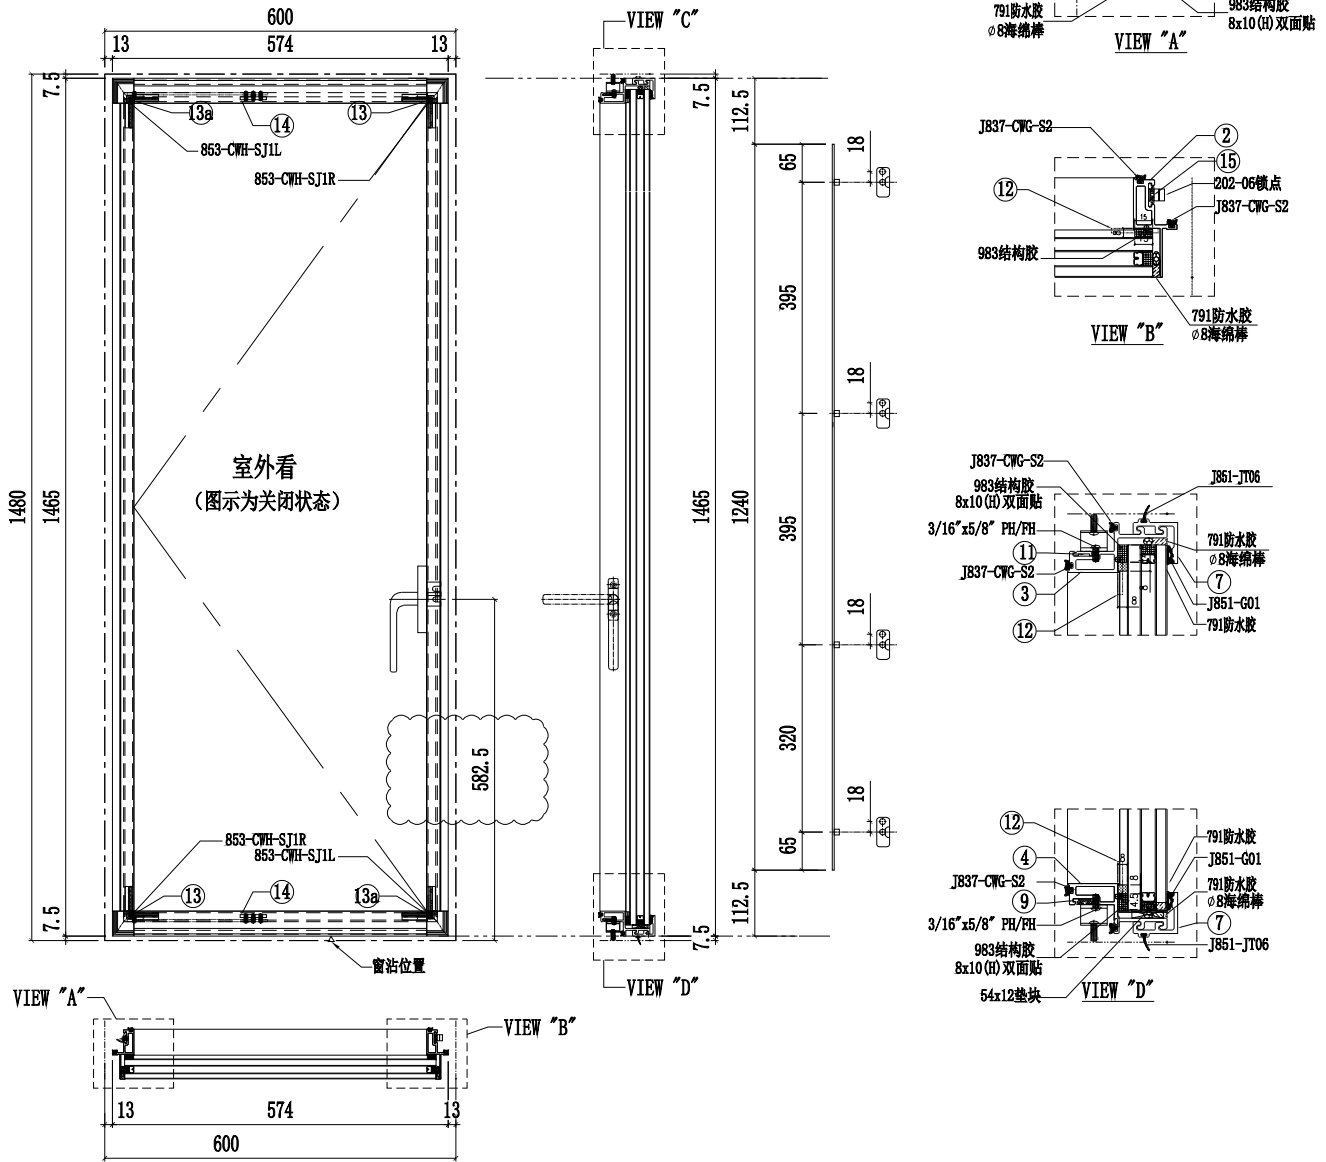 600
13
574
13
7.5
1480
1465
13a
14
13
853-CWH-SJ1L
853-CWH-SJ1R
室外看
(图示为关闭状态)
582.5
853-CWH-SJ1R
853-CWH-SJ1L
13
14
13a
7.5
窗沾位置
VIEW "A"
VIEW "B"
13
574
13
600
VIEW "C"
7.5
1465
7.5
VIEW "D"
112.5
1240
112.5
65
395
395
320
65
18
18
18
18
791防水胶
∅8海绵棒
983结构胶
8x10(H)双面贴
VIEW "A"
J837-CWG-S2
2
15
202-06锁点
J837-CWG-S2
12
15
983结构胶
791防水胶
∅8海绵棒
VIEW "B"
J837-CWG-S2
983结构胶
8x10(H)双面贴
3/16"x5/8" PH/FH
11
J837-CWG-S2
3
12
J851-JT06
791防水胶
∅8海绵棒
7
J851-G01
791防水胶
8
8
12
4
J837-CWG-S2
9
3/16"x5/8" PH/FH
983结构胶
8x10(H)双面贴
54x12垫块
8
8
791防水胶
J851-G01
791防水胶
∅8海绵棒
7
J851-JT06
VIEW "D"